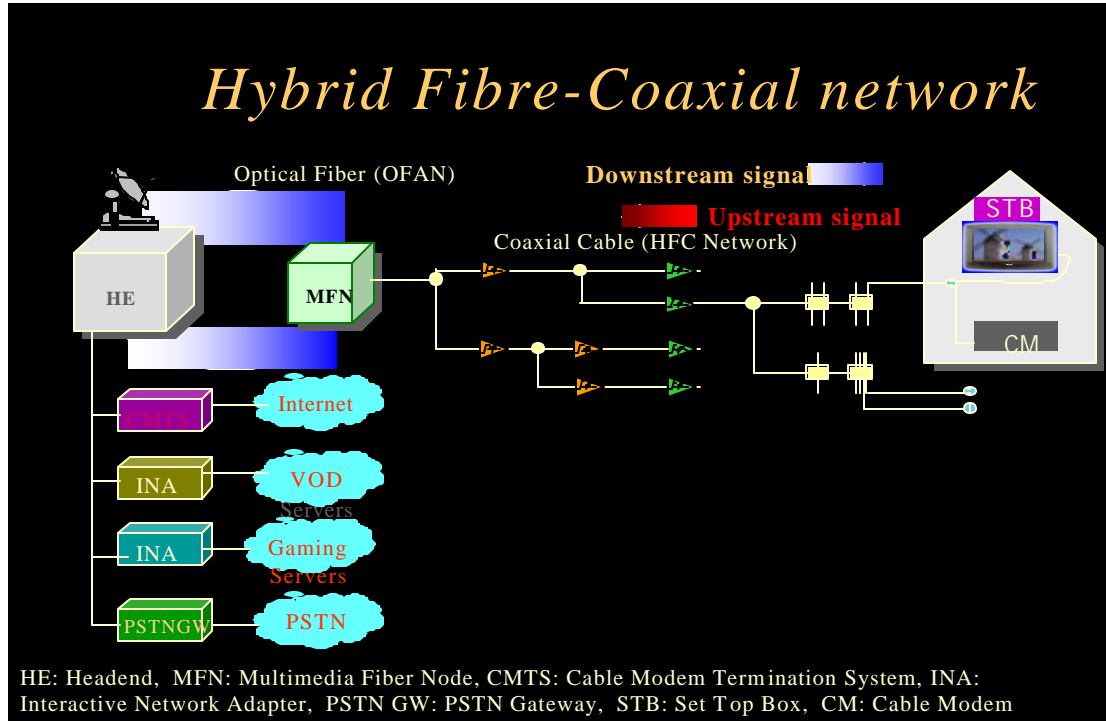 Hybrid Fibre-Coaxial network
Optical Fiber (OFAN)
Downstream signal
Upstream signal
Coaxial Cable (HFC Network)
STB
HE
MFN
CM
CMTS
Internet
INA
VOD
Servers
INA
Gaming
Servers
PSTNGW
PSTN
HE: Headend, MFN: Multimedia Fiber Node, CMTS: Cable Modem Termination System, INA:
Interactive Network Adapter, PSTN GW: PSTN Gateway, STB: Set Top Box, CM: Cable Modem